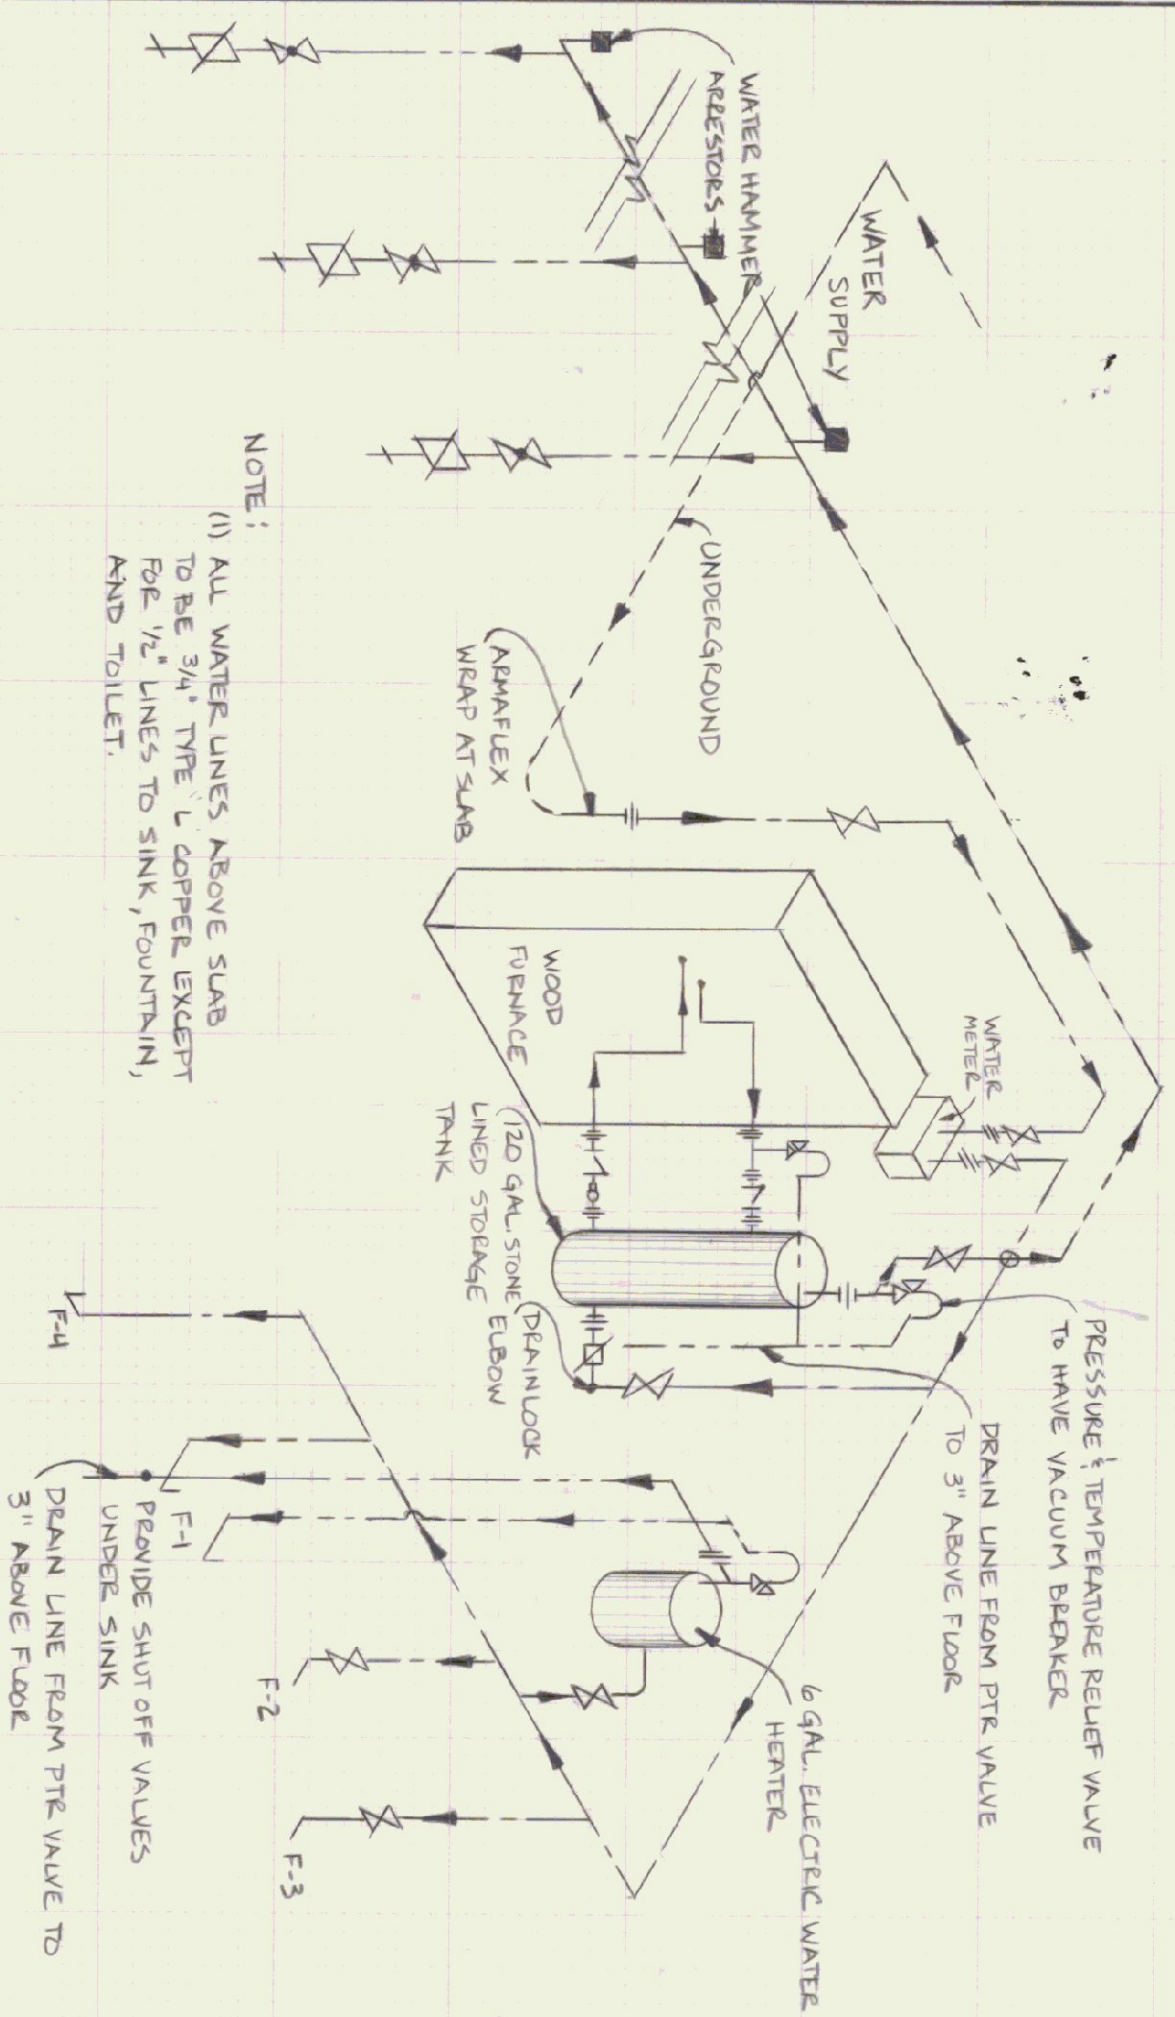 WATER HAMMER
ARRESTORS
WATER
SUPPLY
UNDERGROUND
ARMAFLEX
WRAP AT SLAB
WATER
METER
WOOD
FURNACE
120 GAL. STONE
LINED STORAGE
TANK
DRAINLOCK
ELBOW
PRESSURE & TEMPERATURE RELIEF VALVE
TO HAVE VACUUM BREAKER
DRAIN LINE FROM PTR VALVE
TO 3" ABOVE FLOOR
6 GAL. ELECTRIC WATER
HEATER
F-4
F-1
F-2
F-3
PROVIDE SHUT OFF VALVES
UNDER SINK
DRAIN LINE FROM PTR VALVE TO
3" ABOVE FLOOR
NOTE:
(1) ALL WATER LINES ABOVE SLAB
TO BE 3/4" TYPE L COPPER EXCEPT
FOR 1/2" LINES TO SINK, FOUNTAIN,
AND TOILET.